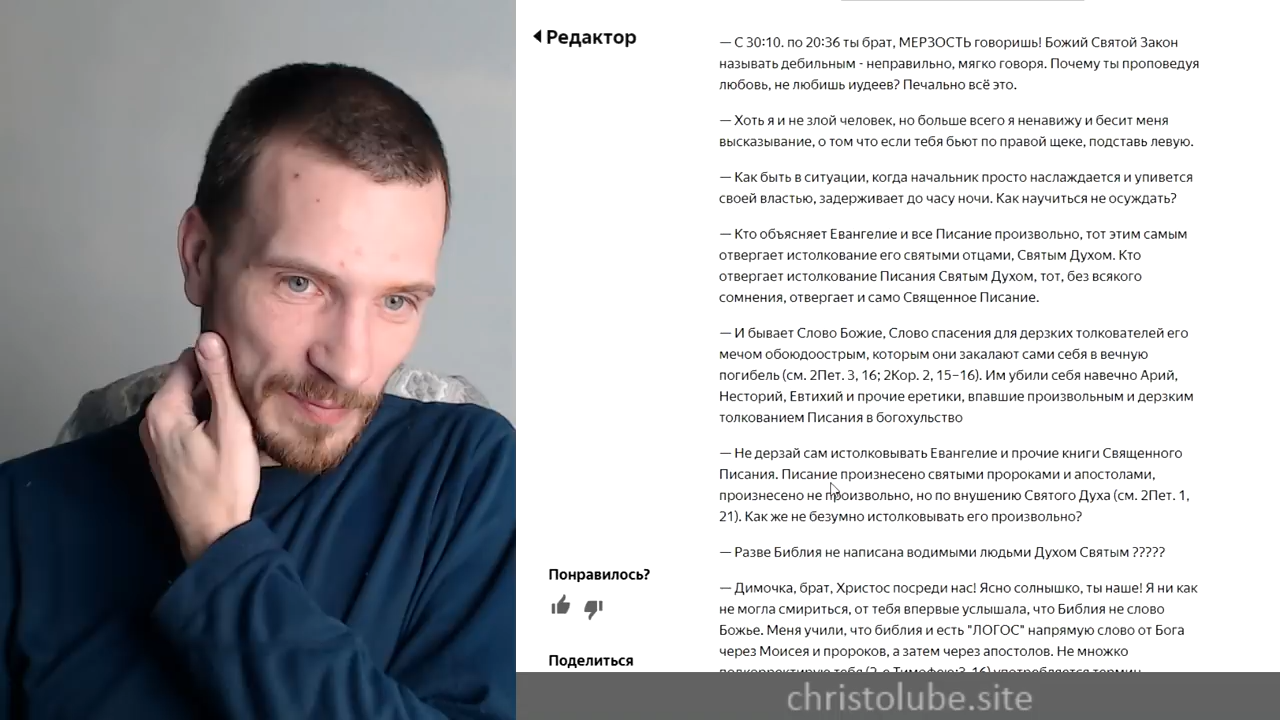 Редактор
— С 30:10. по 20:36 ты брат, МЕРЗОСТЬ говоришь! Божий Святой Закон
называть дебильным - неправильно, мягко говоря. Почему ты проповедуя
любовь, не любишь иудеев? Печально всё это.
— Хоть я и не злой человек, но больше всего я ненавижу и бесит меня
высказывание, о том что если тебя бьют по правой щеке, подставь левую.
— Как быть в ситуации, когда начальник просто наслаждается и упивется
своей властью, задерживает до часу ночи. Как научиться не осуждать?
— Кто объясняет Евангелие и все Писание произвольно, тот этим самым
отвергает истолкование его святыми отцами, Святым Духом. Кто
отвергает истолкование Писания Святым Духом, тот, без всякого
сомнения, отвергает и само Священное Писание.
— И бывает Слово Божие, Слово спасения для дерзких толкователей его
мечом обоюдоострым, которым они закалают сами себя в вечную
погибель (см. 2Пет. 3, 16; 2Кор. 2, 15–16). Им убили себя навечно Арий,
Несторий, Евтихий и прочие еретики, впавшие произвольным и дерзким
толкованием Писания в богохульство
— Не дерзай сам истолковывать Евангелие и прочие книги Священного
Писания. Писание произнесено святыми пророками и апостолами,
произнесено не произвольно, но по внушению Святого Духа (см. 2Пет. 1,
21). Как же не безумно истолковывать его произвольно?
— Разве Библия не написана водимыми людьми Духом Святым ?????
— Димочка, брат, Христос посреди нас! Ясно солнышко, ты наше! Я ни как
не могла смириться, от тебя впервые услышала, что Библия не слово
Божье. Меня учили, что библия и есть "ЛОГОС" напрямую слово от Бога
через Моисея и пророков, а затем через апостолов. Не множко
Понравилось?
Поделиться
christolube.site